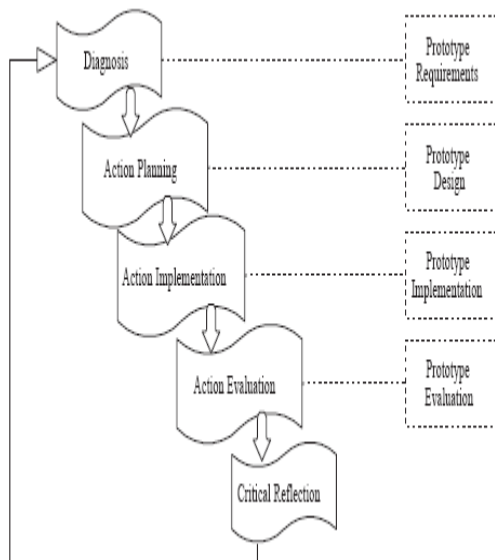 Diagnosis
Prototype
Requirements
Action Planning
Prototype
Design
Action Implementation
Prototype
Implementation
Action Evaluation
Prototype
Evaluation
Critical Reflection